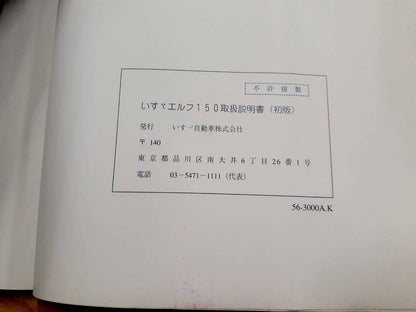 不許複製
いすゞエルフ150取扱説明書（初版）
発行　いすゞ自動車株式会社
〒140
東京都品川区南大井6丁目26番1号
電話　03－5471－1111（代表）
56-3000A.K